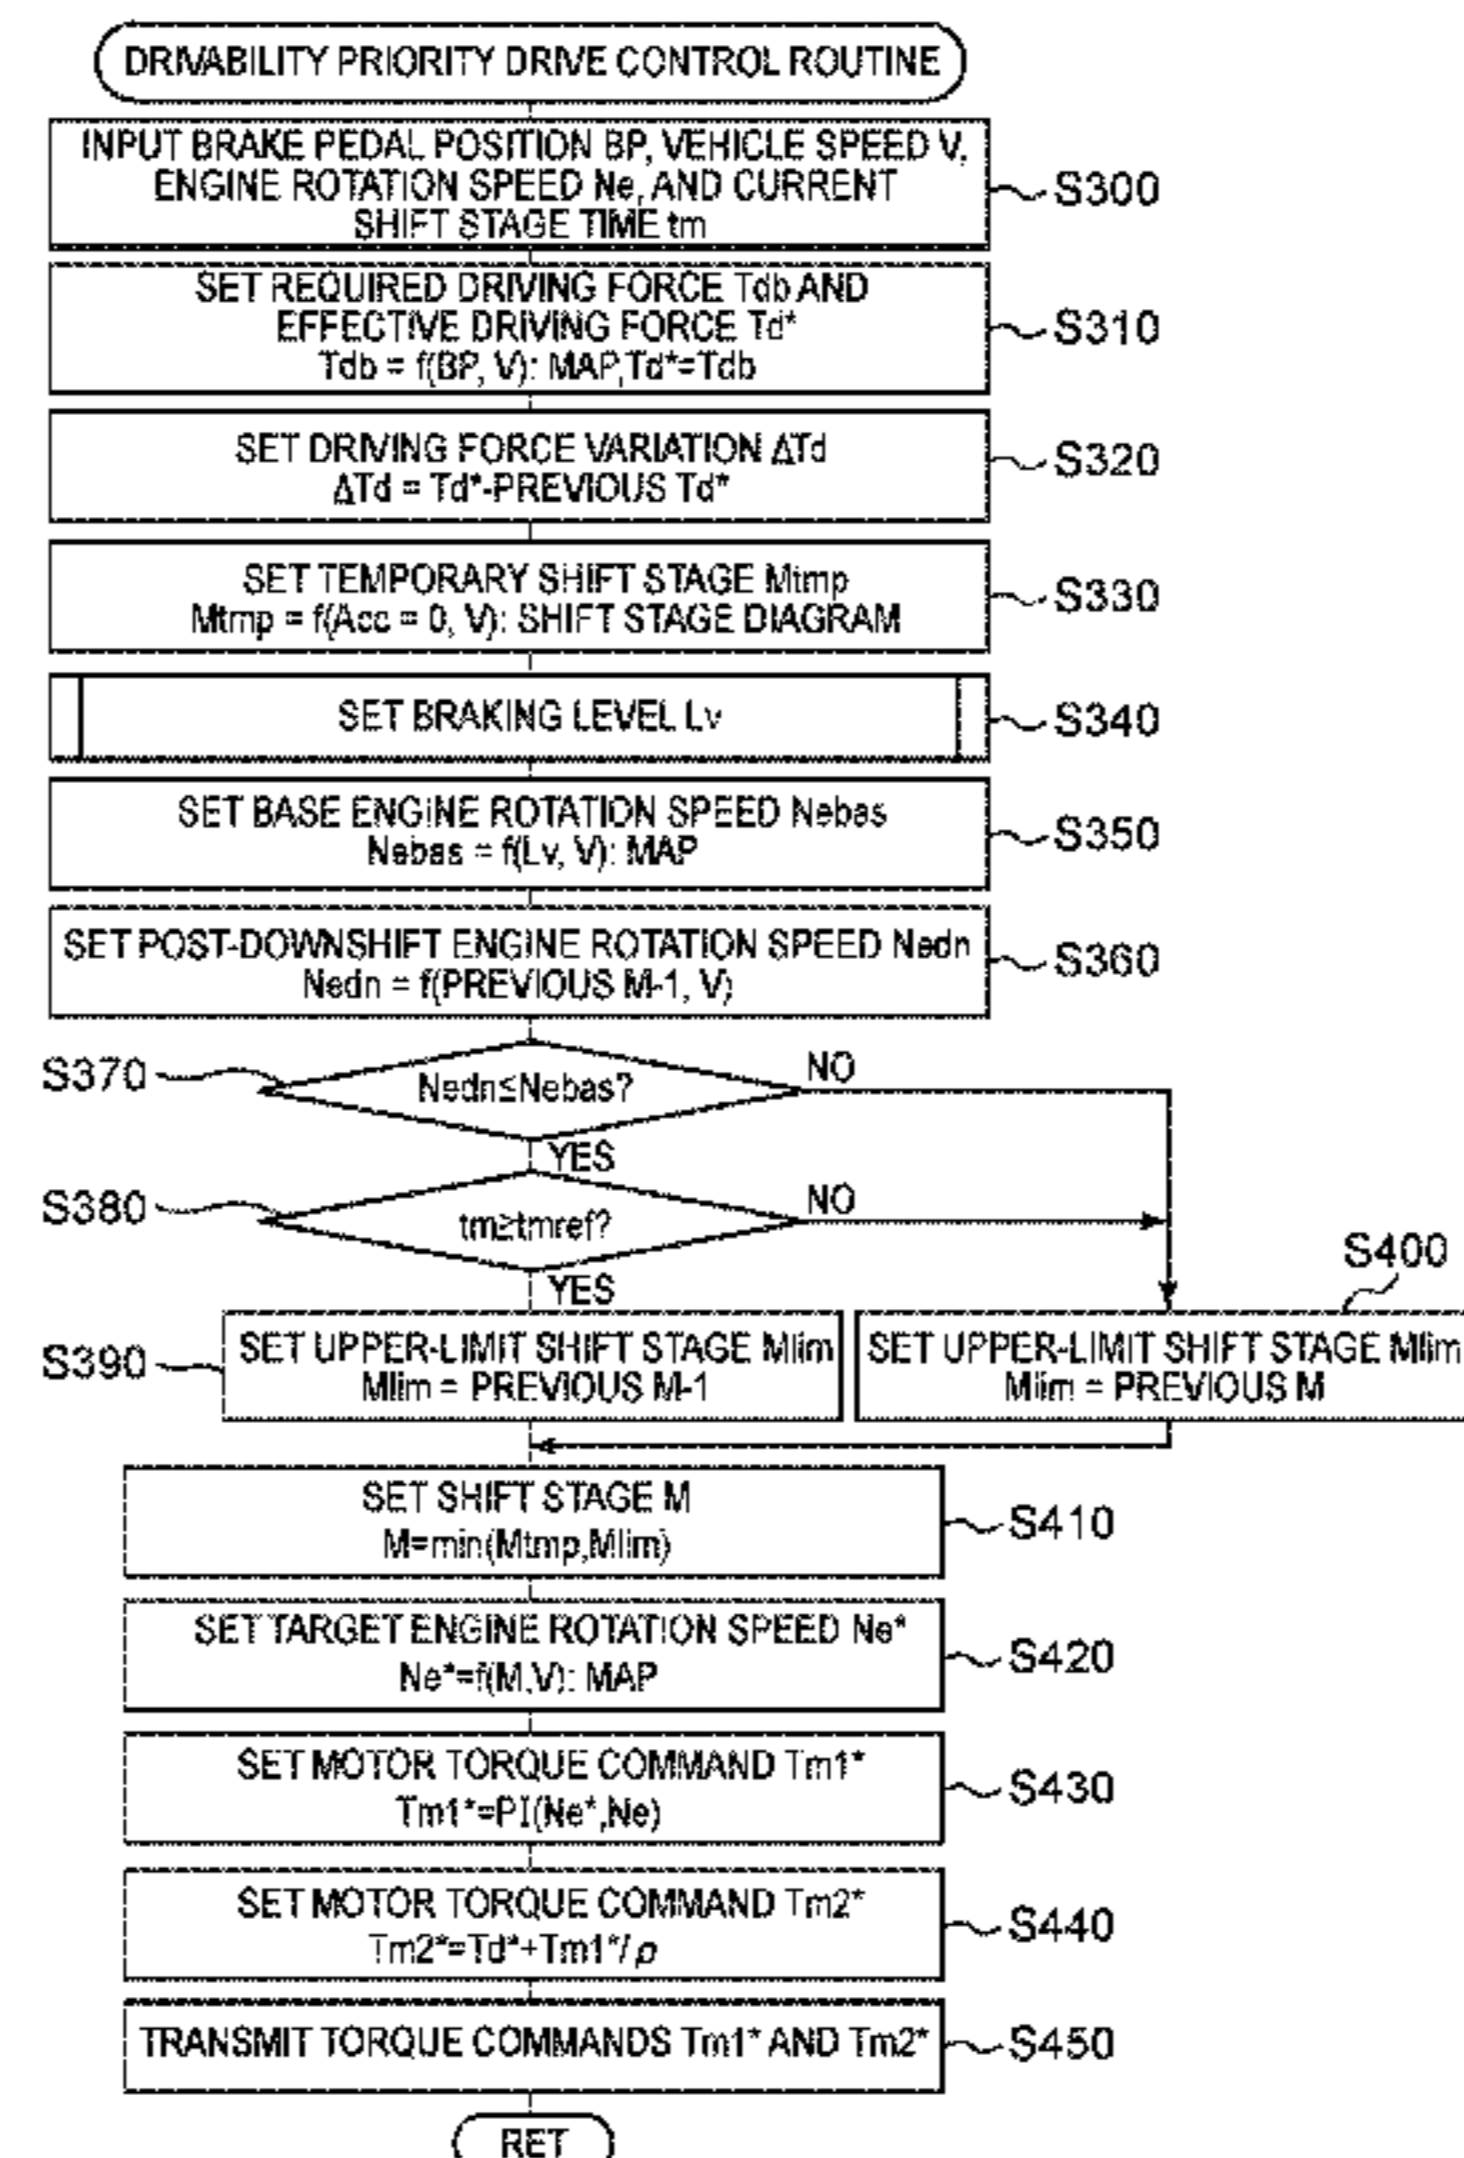 DRIVABILITY PRIORITY DRIVE CONTROL ROUTINE
INPUT BRAKE PEDAL POSITION BP, VEHICLE SPEED V,
ENGINE ROTATION SPEED Ne, AND CURRENT
SHIFT STAGE TIME tm
S300
SET REQUIRED DRIVING FORCE Tdb AND
EFFECTIVE DRIVING FORCE Td*
Tdb = f(BP, V): MAP,Td*=Tdb
S310
SET DRIVING FORCE VARIATION ΔTd
ΔTd = Td*-PREVIOUS Td*
S320
SET TEMPORARY SHIFT STAGE Mtmp
Mtmp = f(Acc = 0, V): SHIFT STAGE DIAGRAM
S330
SET BRAKING LEVEL Lv
S340
SET BASE ENGINE ROTATION SPEED Nebas
Nebas = f(Lv, V): MAP
S350
SET POST-DOWNSHIFT ENGINE ROTATION SPEED Nedn
Nedn = f(PREVIOUS M-1, V)
S360
S370
Nedn≤Nebas?
NO
YES
S380
tm≥tmref?
NO
YES
S390
SET UPPER-LIMIT SHIFT STAGE Mlim
Mlim = PREVIOUS M-1
S400
SET UPPER-LIMIT SHIFT STAGE Mlim
Mlim = PREVIOUS M
SET SHIFT STAGE M
M=min(Mtmp,Mlim)
S410
SET TARGET ENGINE ROTATION SPEED Ne*
Ne*=f(M,V): MAP
S420
SET MOTOR TORQUE COMMAND Tm1*
Tm1*=PI(Ne*,Ne)
S430
SET MOTOR TORQUE COMMAND Tm2*
Tm2*=Td*+Tm1*/ρ
S440
TRANSMIT TORQUE COMMANDS Tm1* AND Tm2*
S450
RET